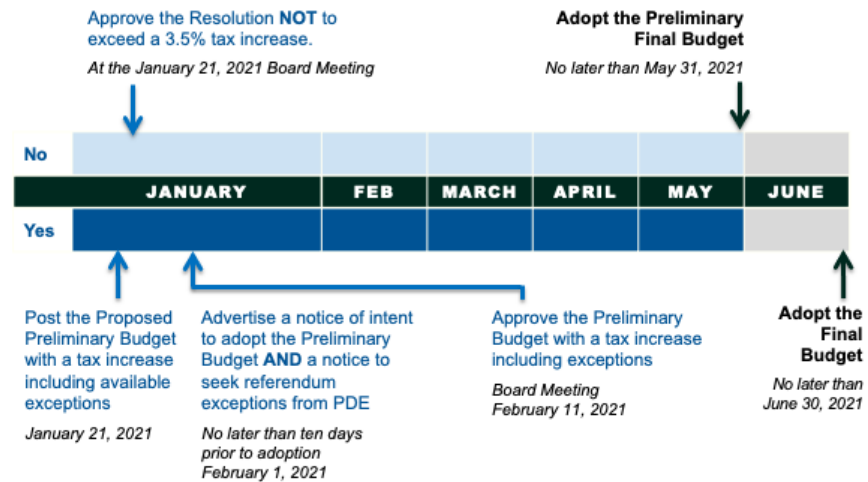 Approve the Resolution NOT to
exceed a 3.5% tax increase.
At the January 21, 2021 Board Meeting
Adopt the Preliminary
Final Budget
No later than May 31, 2021
No
JANUARY FEB MARCH APRIL MAY JUNE
Yes
Post the Proposed
Preliminary Budget
with a tax increase
including available
exceptions
January 21, 2021
Advertise a notice of intent
to adopt the Preliminary
Budget AND a notice to
seek referendum
exceptions from PDE
No later than ten days
prior to adoption
February 1, 2021
Approve the Preliminary
Budget with a tax increase
including exceptions
Board Meeting
February 11, 2021
Adopt the
Final
Budget
No later than
June 30, 2021